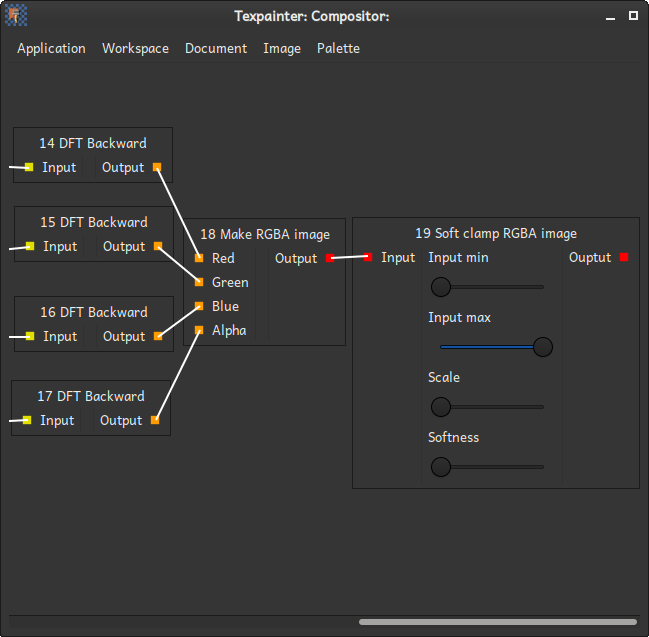 Texpainter: Compositor:
Application Workspace Document Image Palette
14 DFT Backward
Input Output
15 DFT Backward
Input Output
16 DFT Backward
Input Output
17 DFT Backward
Input Output
18 Make RGBA image
Red Output
Green
Blue
Alpha
19 Soft clamp RGBA image
Input Input min Ouptut
Input max
Scale
Softness